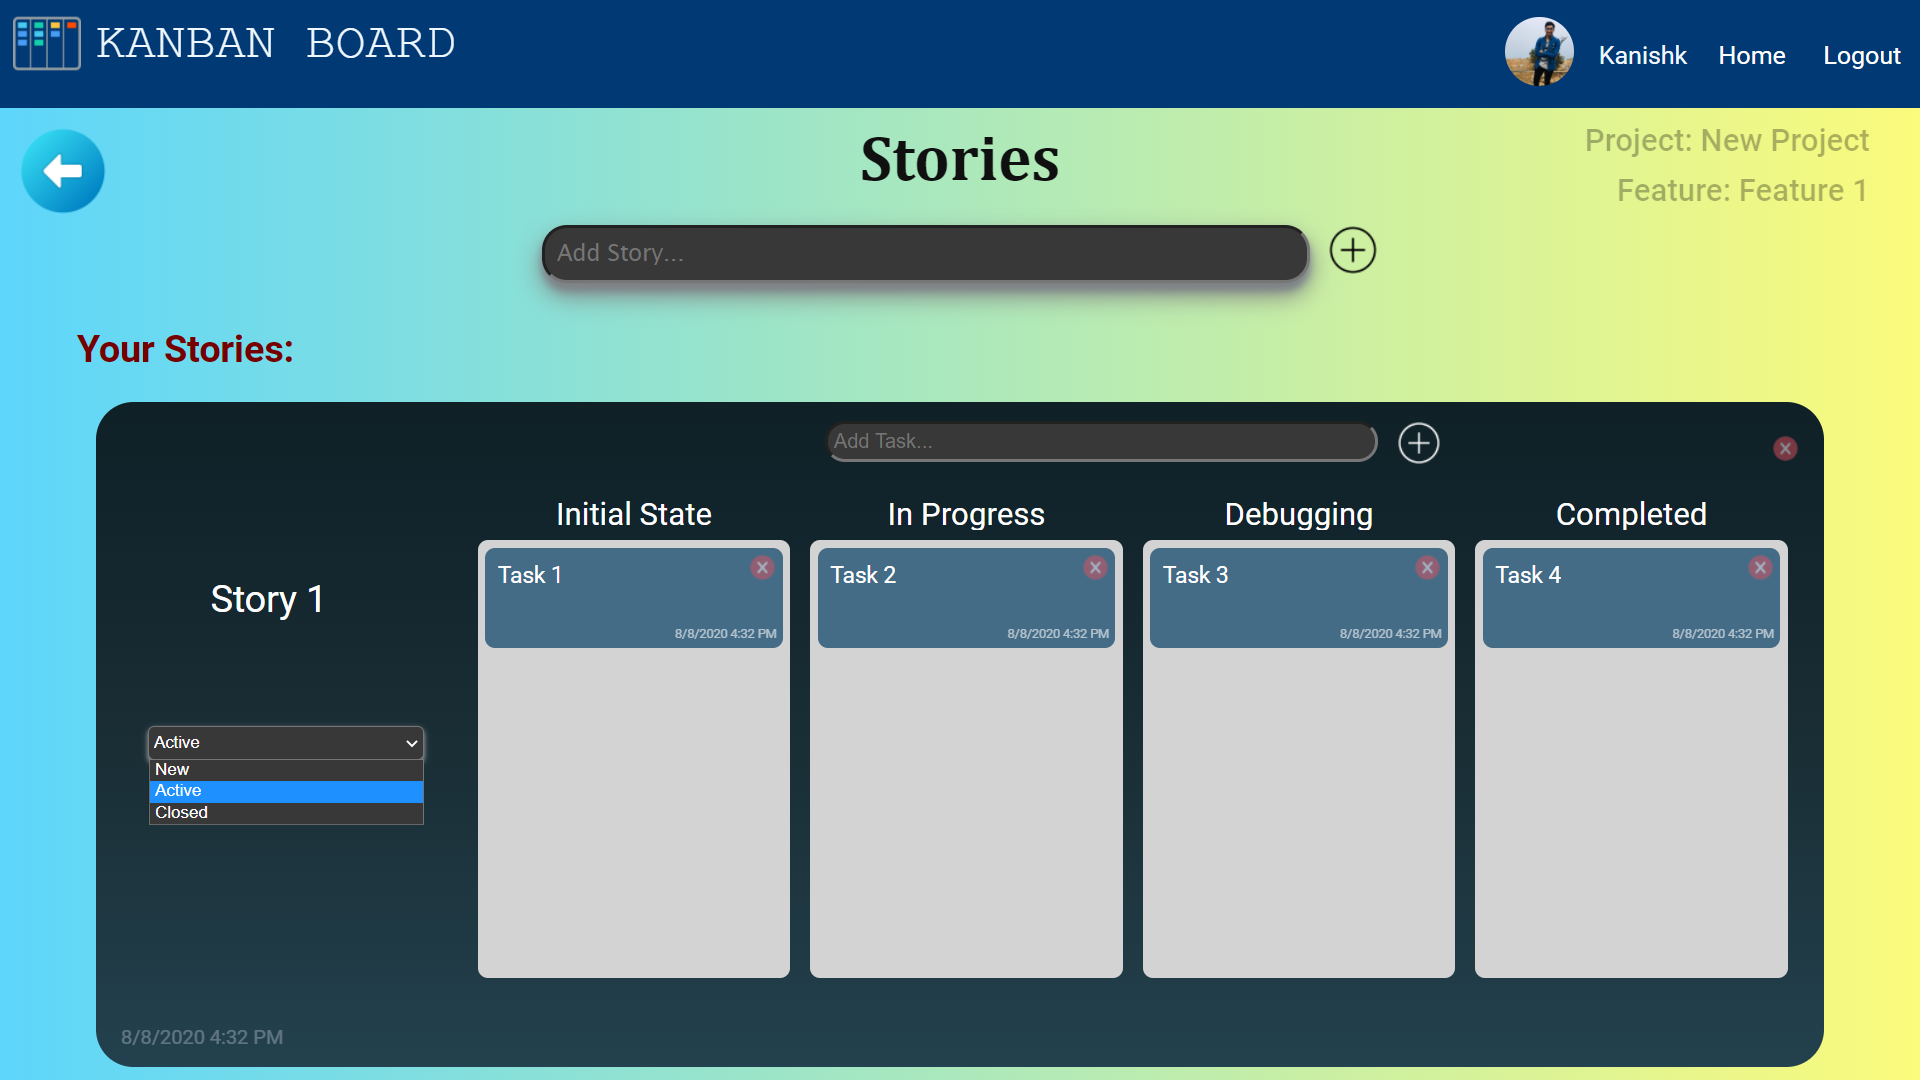 KANBAN BOARD
Kanishk Home Logout
Stories
Project: New Project
Feature: Feature 1
Add Story...
Your Stories:
Add Task...
Initial State
In Progress
Debugging
Completed
Story 1
Task 1
8/8/2020 4:32 PM
Task 2
8/8/2020 4:32 PM
Task 3
8/8/2020 4:32 PM
Task 4
8/8/2020 4:32 PM
Active
New
Active
Closed
8/8/2020 4:32 PM